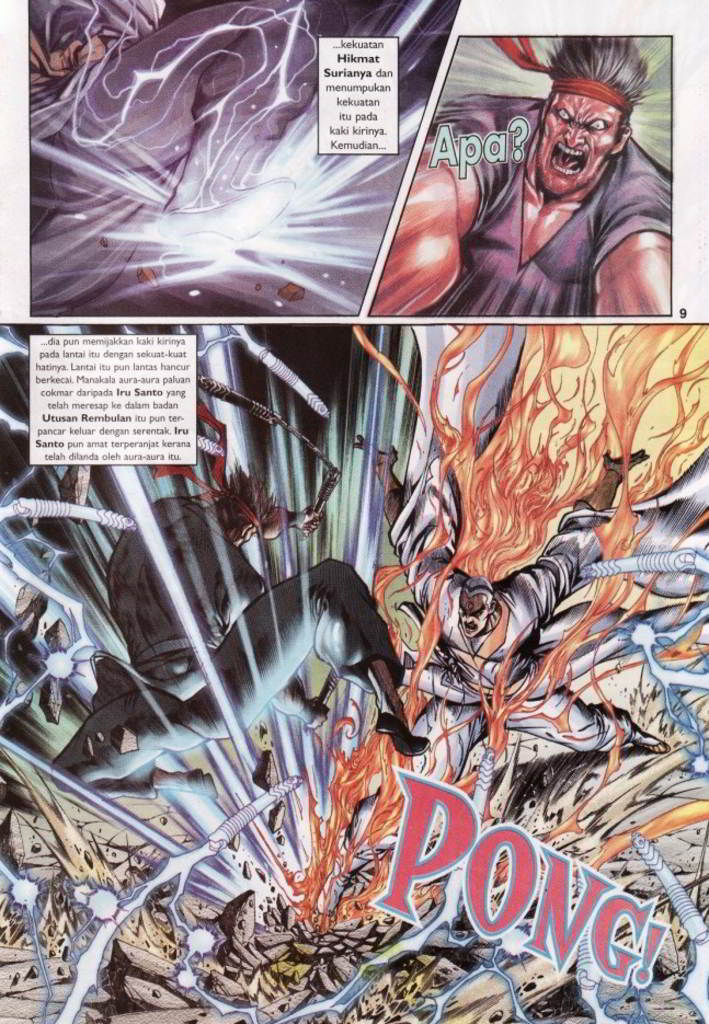 ...kekuatan
Hikmat
Surianya dan
menumpukan
kekuatan
itu pada
kaki kirinya.
Kemudian...
Apa?
9
...dia pun memijakkan kaki kirinya
pada lantai itu dengan sekuat-kuat
hatinya. Lantai itu pun lantas hancur
berkecai. Manakala aura-aura paluan
cokmar daripada Iru Santo yang
telah meresap ke dalam badan
Utusan Rembulan itu pun ter-
pancar keluar dengan serentak. Iru
Santo pun amat terperanjat kerana
telah dilanda oleh aura-aura itu.
PONG!